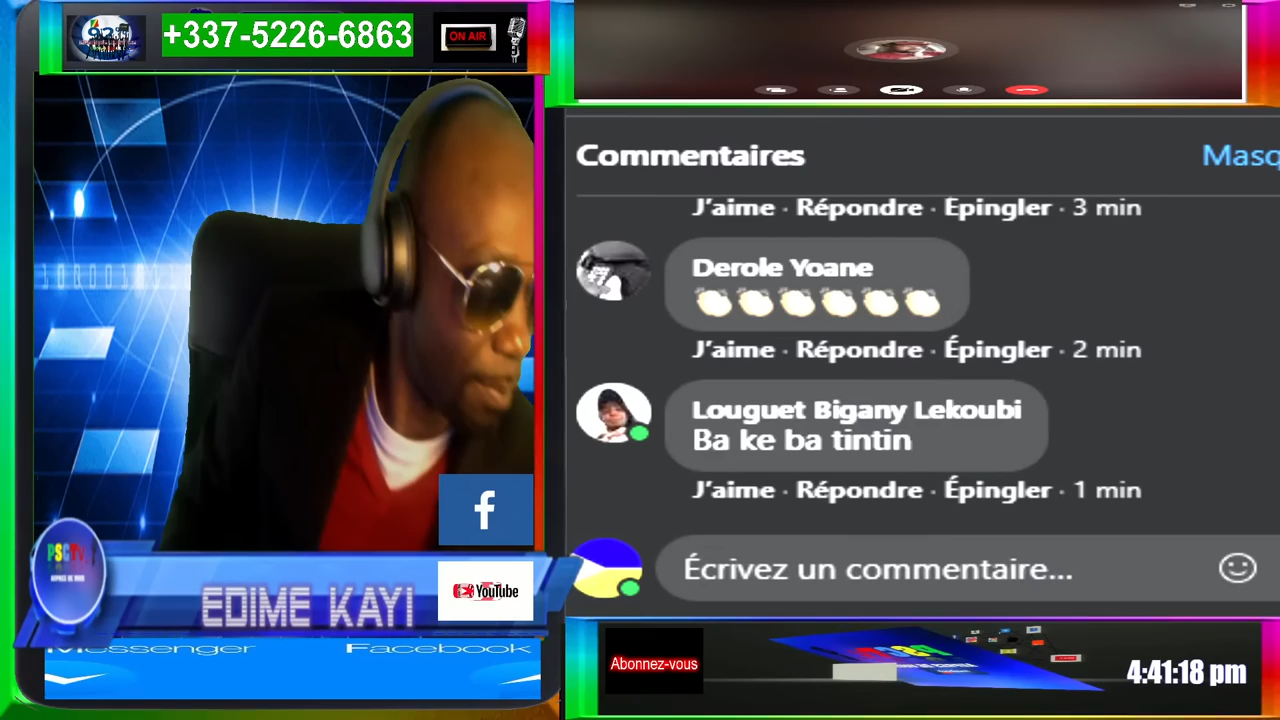 +337-5226-6863
ON AIR
Commentaires
Masq
J'aime · Répondre · Epingler · 3 min
Derole Yoane
👏👏👏👏👏👏
J'aime · Répondre · Épingler · 2 min
Louguet Bigany Lekoubi
Ba ke ba tintin
J'aime · Répondre · Épingler · 1 min
Écrivez un commentaire...
f
PSCTV
EDIME KAYI
YouTube
Messenger
Facebook
Abonnez-vous
4:41:18 pm